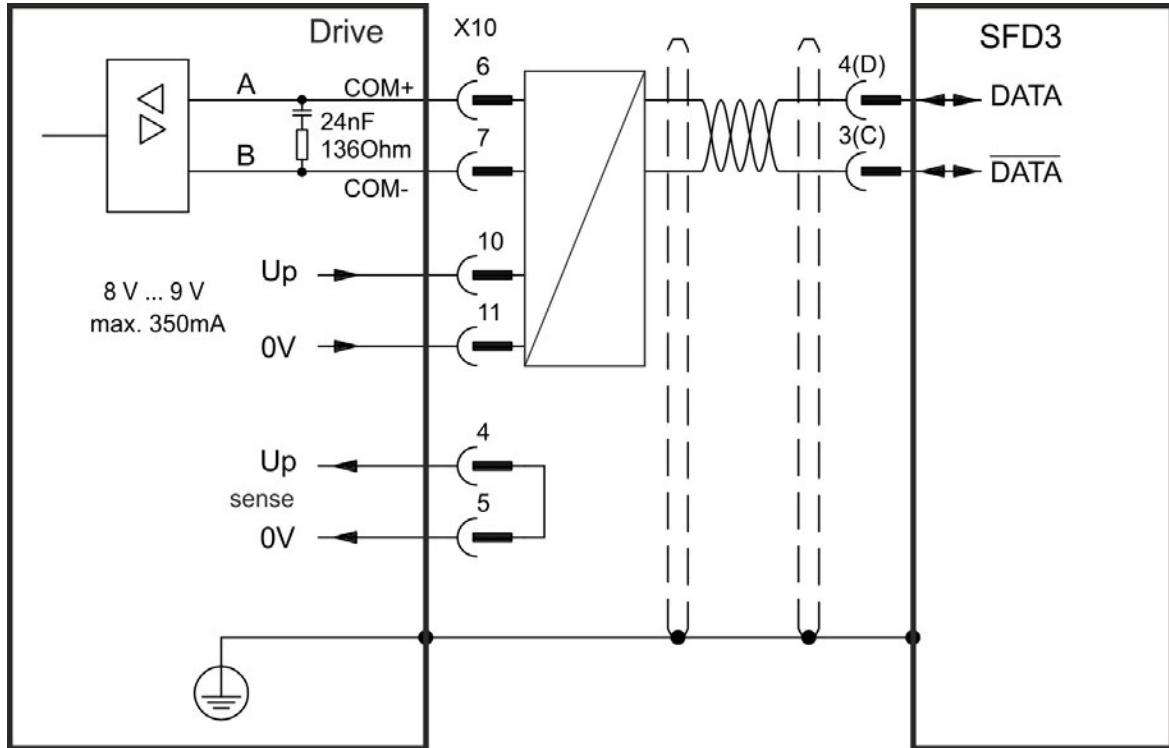 Drive X10 SFD3
6 4(D)
A COM+ DATA
24nF
7 3(C)
136Ohm
B DATA
COM-
10
Up
8 V ... 9 V
11
max. 350mA
0V
4
Up
sense
5
0V